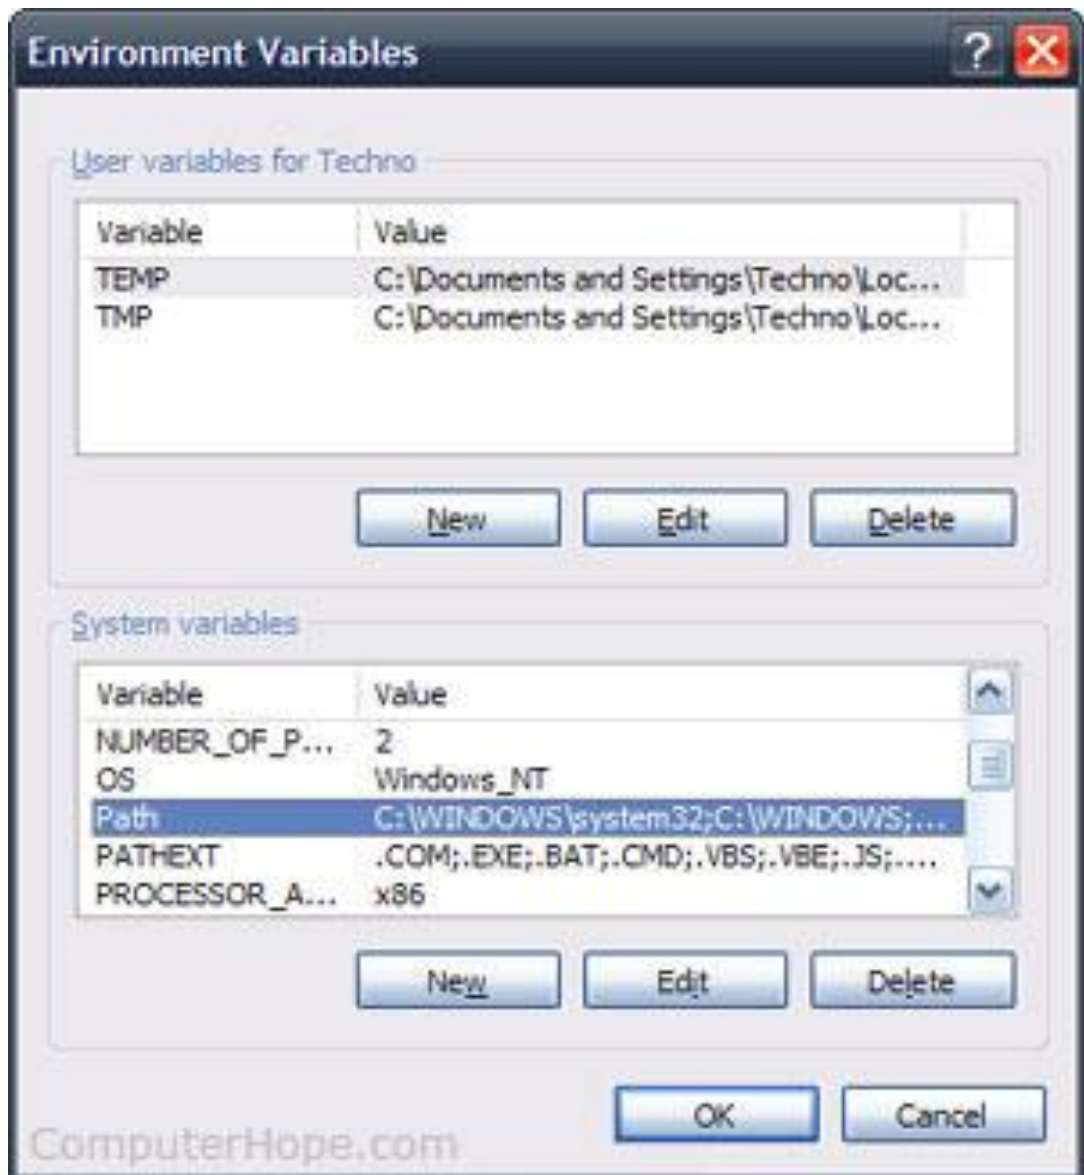 Environment Variables ?
User variables for Techno
Variable Value
TEMP C:\Documents and Settings\Techno\Loc...
TMP C:\Documents and Settings\Techno\Loc...
New Edit Delete
System variables
Variable Value
NUMBER_OF_P... 2
OS Windows_NT
Path C:\WINDOWS\system32;C:\WINDOWS;...
PATHEXT .COM;.EXE;.BAT;.CMD;.VBS;.VBE;.JS;....
PROCESSOR_A... x86
New Edit Delete
OK Cancel
ComputerHope.com